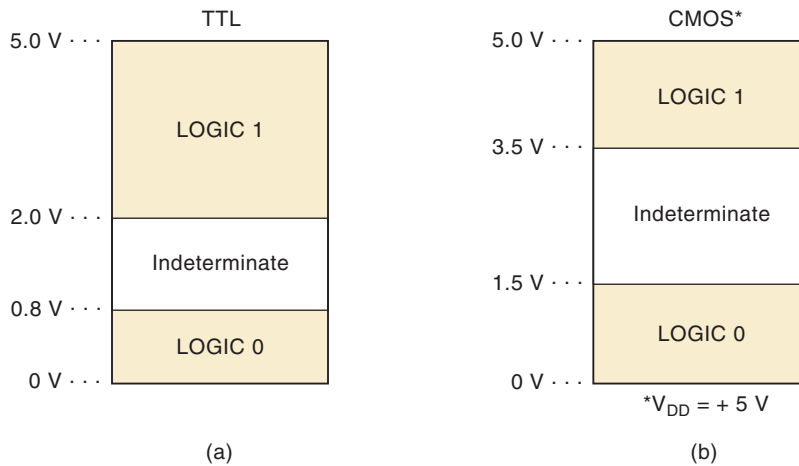 TTL
5.0 V · · ·
LOGIC 1
2.0 V · · ·
Indeterminate
0.8 V · · ·
LOGIC 0
0 V · · ·
(a)
CMOS*
5.0 V · · ·
LOGIC 1
3.5 V · · ·
Indeterminate
1.5 V · · ·
LOGIC 0
0 V · · ·
*V_DD = + 5 V
(b)